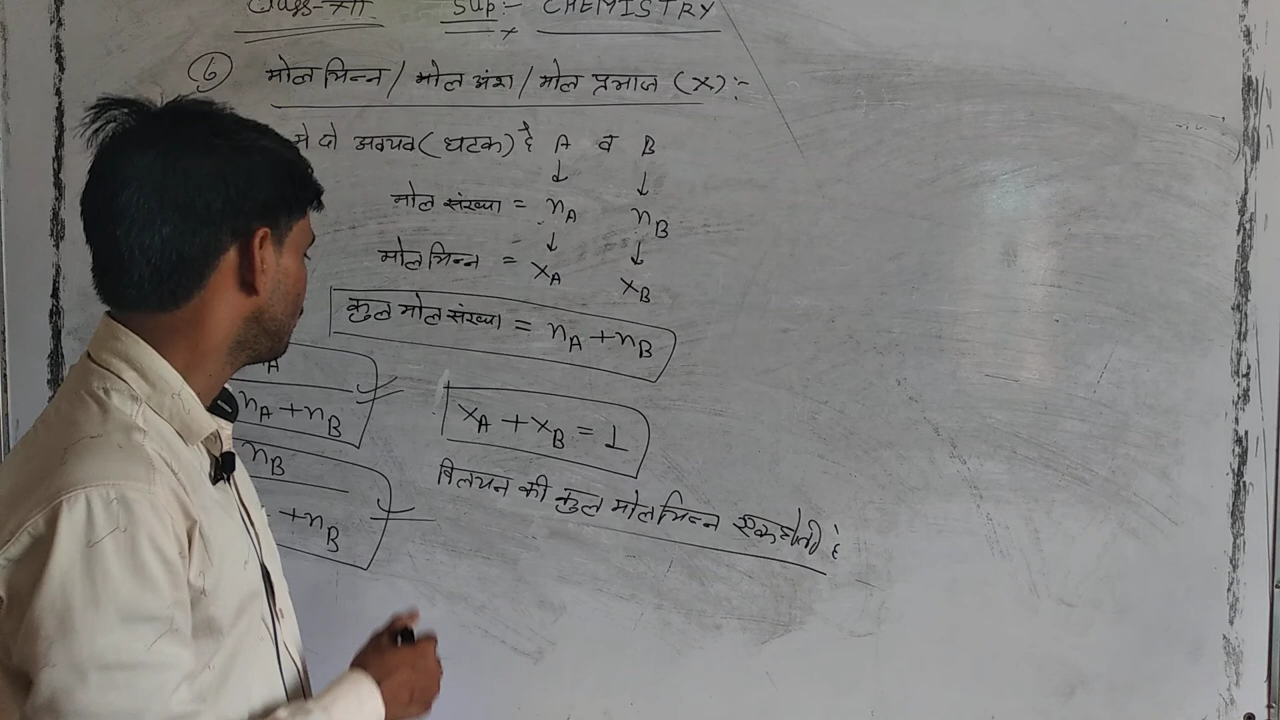 Sub:- CHEMISTRY
(6) मोल भिन्न / मोल अंश / मोल प्रभाज (x):-
मे दो अवयव (घटक) है A व B
↓ ↓
मोल संख्या = nA nB
↓ ↓
मोल भिन्न = xA xB
कुल मोल संख्या = nA + nB
nA + nB
xA + xB = 1
nB
+ nB
विलयन की कुल मोल भिन्न एक होती है